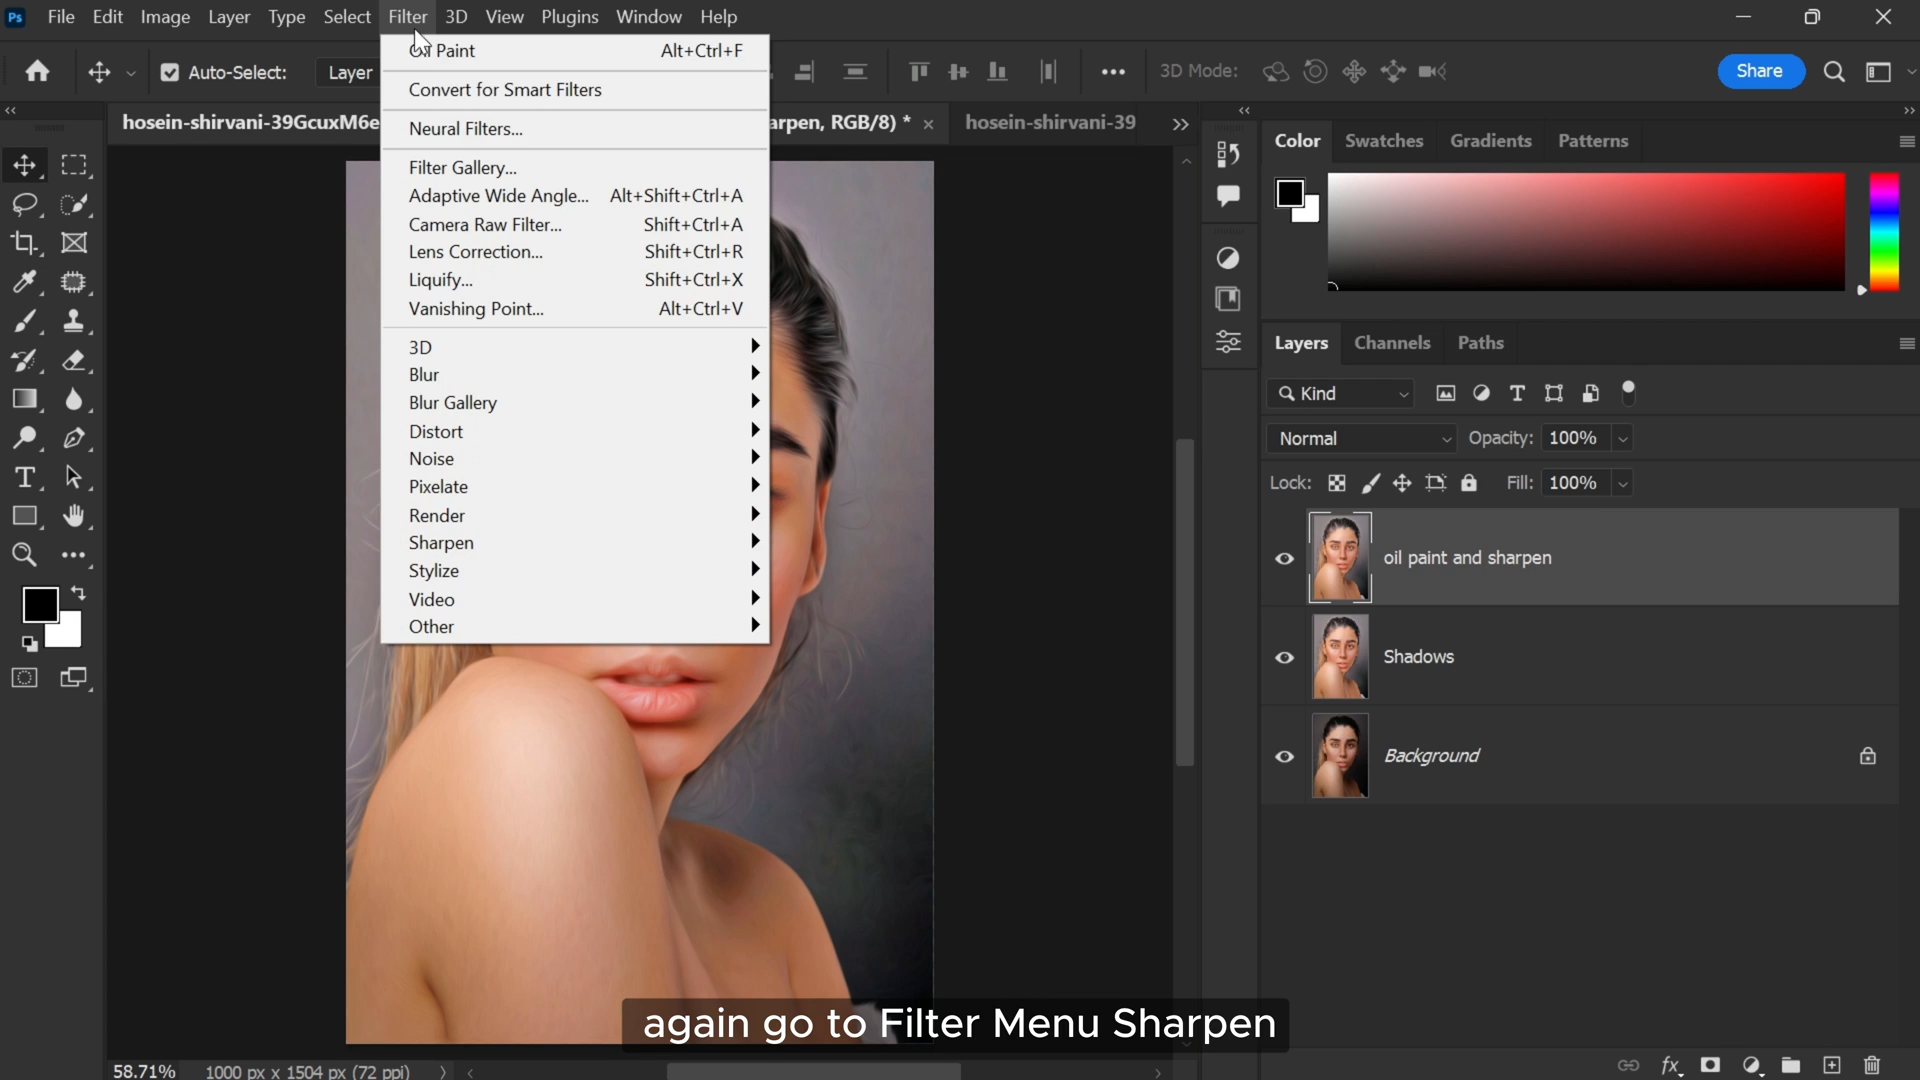 Ps File Edit Image Layer Type Select Filter 3D View Plugins Window Help
Auto-Select: Layer
3D Mode:
Share
hosein-shirvani-39GcuxM6e
arpen, RGB/8) *
hosein-shirvani-39
Paint Alt+Ctrl+F
Convert for Smart Filters
Neural Filters...
Filter Gallery...
Adaptive Wide Angle... Alt+Shift+Ctrl+A
Camera Raw Filter... Shift+Ctrl+A
Lens Correction... Shift+Ctrl+R
Liquify... Shift+Ctrl+X
Vanishing Point... Alt+Ctrl+V
3D
Blur
Blur Gallery
Distort
Noise
Pixelate
Render
Sharpen
Stylize
Video
Other
Color Swatches Gradients Patterns
Layers Channels Paths
Kind
Normal Opacity: 100%
Lock: Fill: 100%
oil paint and sharpen
Shadows
Background
again go to Filter Menu Sharpen
58.71% 1000 px x 1504 px (72 ppi)
fx